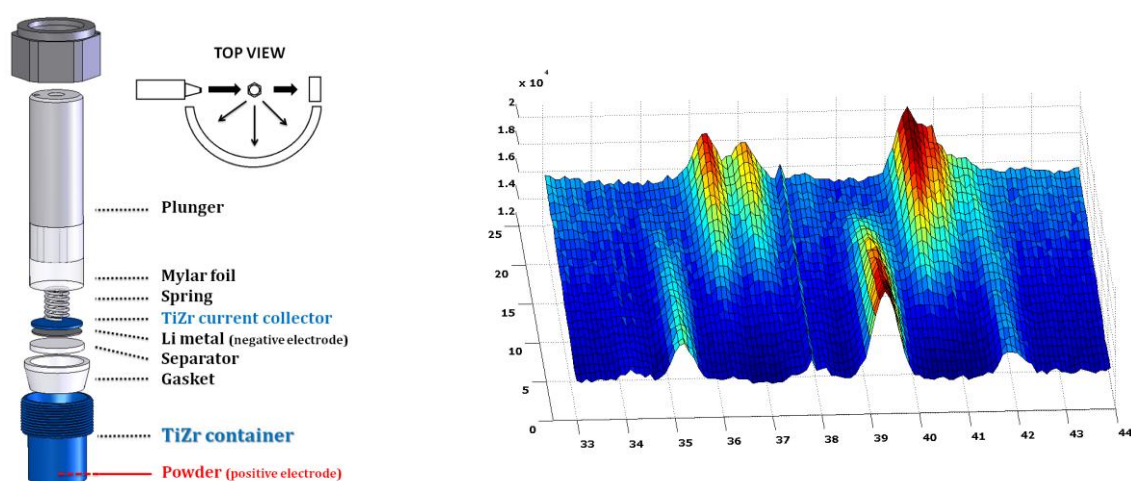 TOP VIEW
Plunger
Mylar foil
Spring
TiZr current collector
Li metal (negative electrode)
Separator
Gasket
TiZr container
Powder (positive electrode)
x 10 4
2
1.8
1.6
1.4
1.2
25
20
15
10
5
0
33 34 35 36 37 38 39 40 41 42 43 44